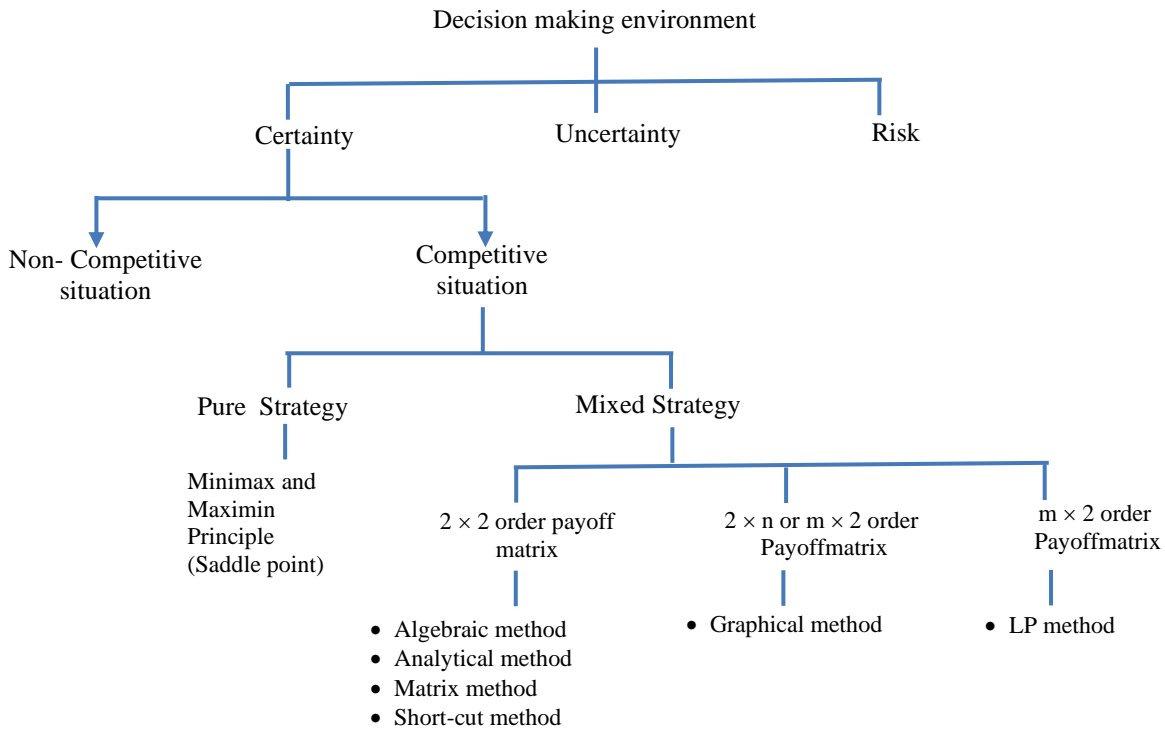 Decision making environment
Certainty
Uncertainty
Risk
Non- Competitive
situation
Competitive
situation
Pure Strategy
Mixed Strategy
Minimax and
Maximin
Principle
(Saddle point)
2 × 2 order payoff
matrix
2 × n or m × 2 order
Payoffmatrix
m × 2 order
Payoffmatrix
• Algebraic method
• Analytical method
• Matrix method
• Short-cut method
• Graphical method
• LP method